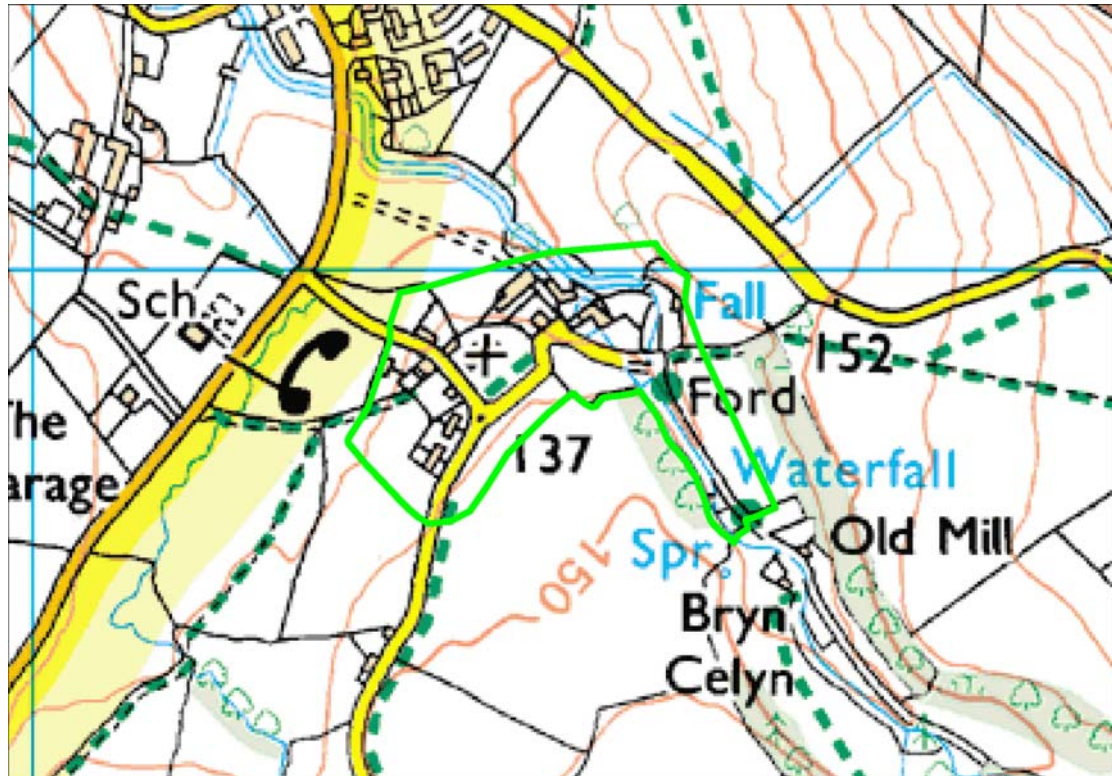 Sch
Fall
152
The
Ford
arage
137
Waterfall
Old Mill
Spr.
150
Bryn
Celyn